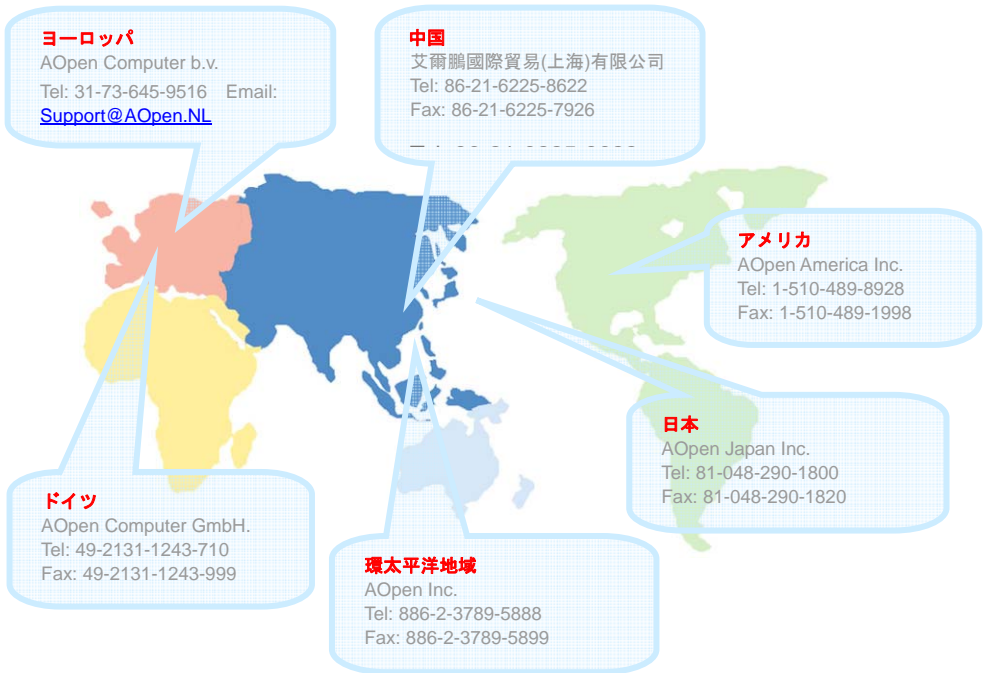 ヨーロッパ
AOpen Computer b.v.
Tel: 31-73-645-9516 Email:
Support@AOpen.NL
中国
艾爾鵬國際貿易(上海)有限公司
Tel: 86-21-6225-8622
Fax: 86-21-6225-7926
アメリカ
AOpen America Inc.
Tel: 1-510-489-8928
Fax: 1-510-489-1998
日本
AOpen Japan Inc.
Tel: 81-048-290-1800
Fax: 81-048-290-1820
ドイツ
AOpen Computer GmbH.
Tel: 49-2131-1243-710
Fax: 49-2131-1243-999
環太平洋地域
AOpen Inc.
Tel: 886-2-3789-5888
Fax: 886-2-3789-5899